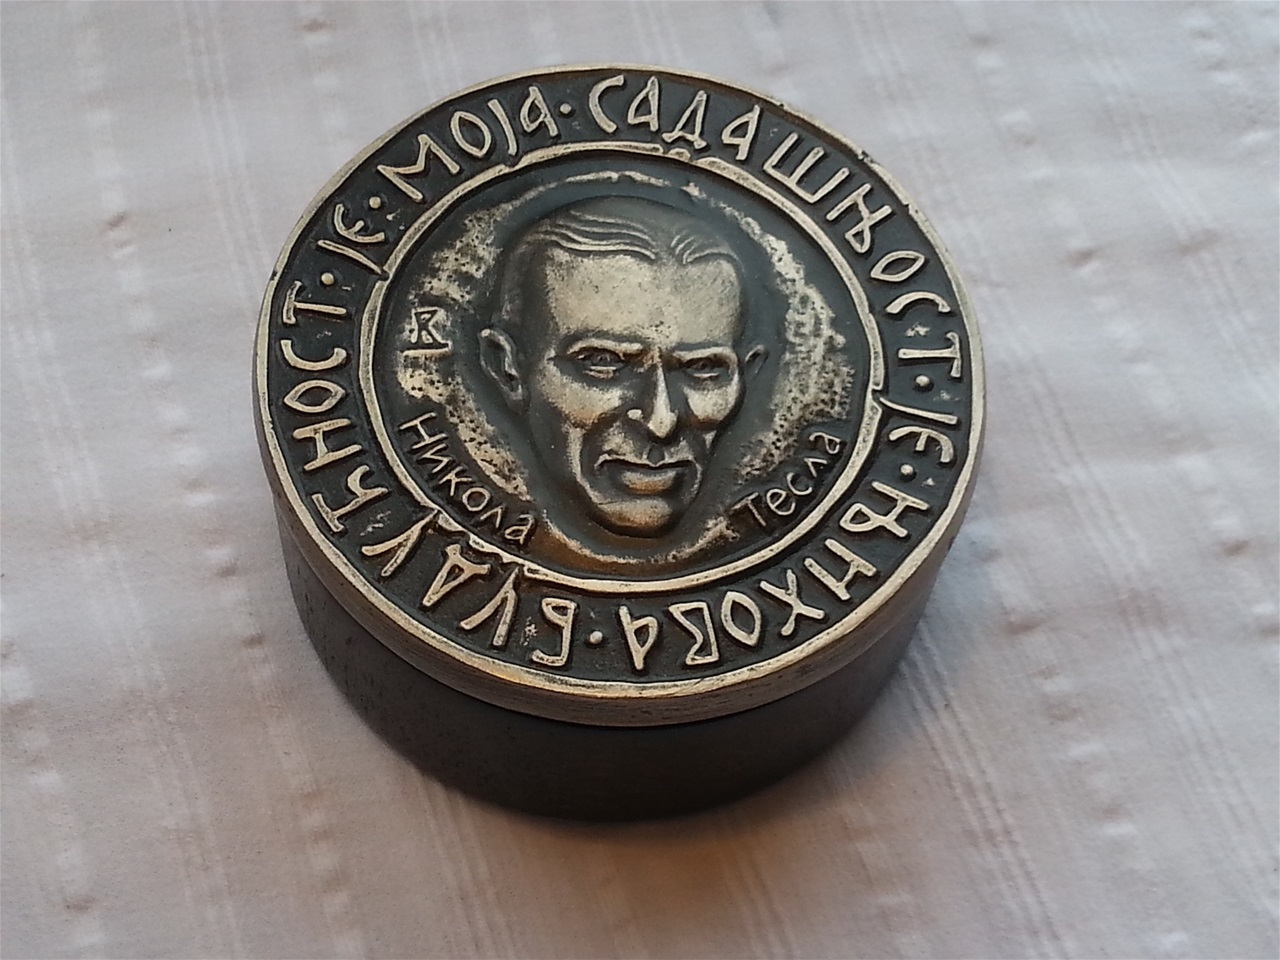 САДАШЊОСТ · ЈЕ · ЊИХОВА · БУДУЋНОСТ · ЈЕ · МОЈА ·
Никола Тесла
R